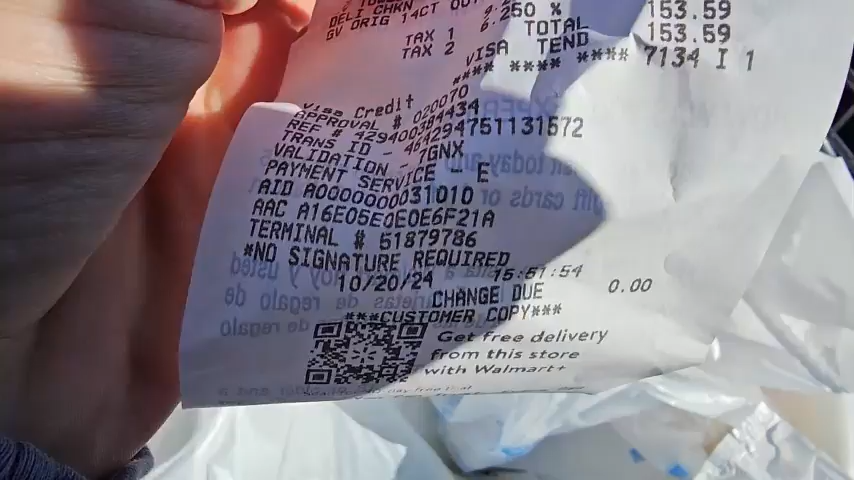 DELI CHKN
GV ORIG 14CT
TAX 1
6.250 %
153.59
TAX 2
TOTAL
153.59
VISA TEND
**** **** **** 7134 I 1
Visa Credit
APPROVAL # 020070
REF # 429400384434
TRANS ID - 464294751131572
VALIDATION - 7GNX
PAYMENT SERVICE - E
AID A0000000031010
AAC A16E05E0E0E6F21A
TERMINAL # 51879786
*NO SIGNATURE REQUIRED
10/20/24 15:51:54
CHANGE DUE 0.00
***CUSTOMER COPY***
Get free delivery
from this store
with Walmart+